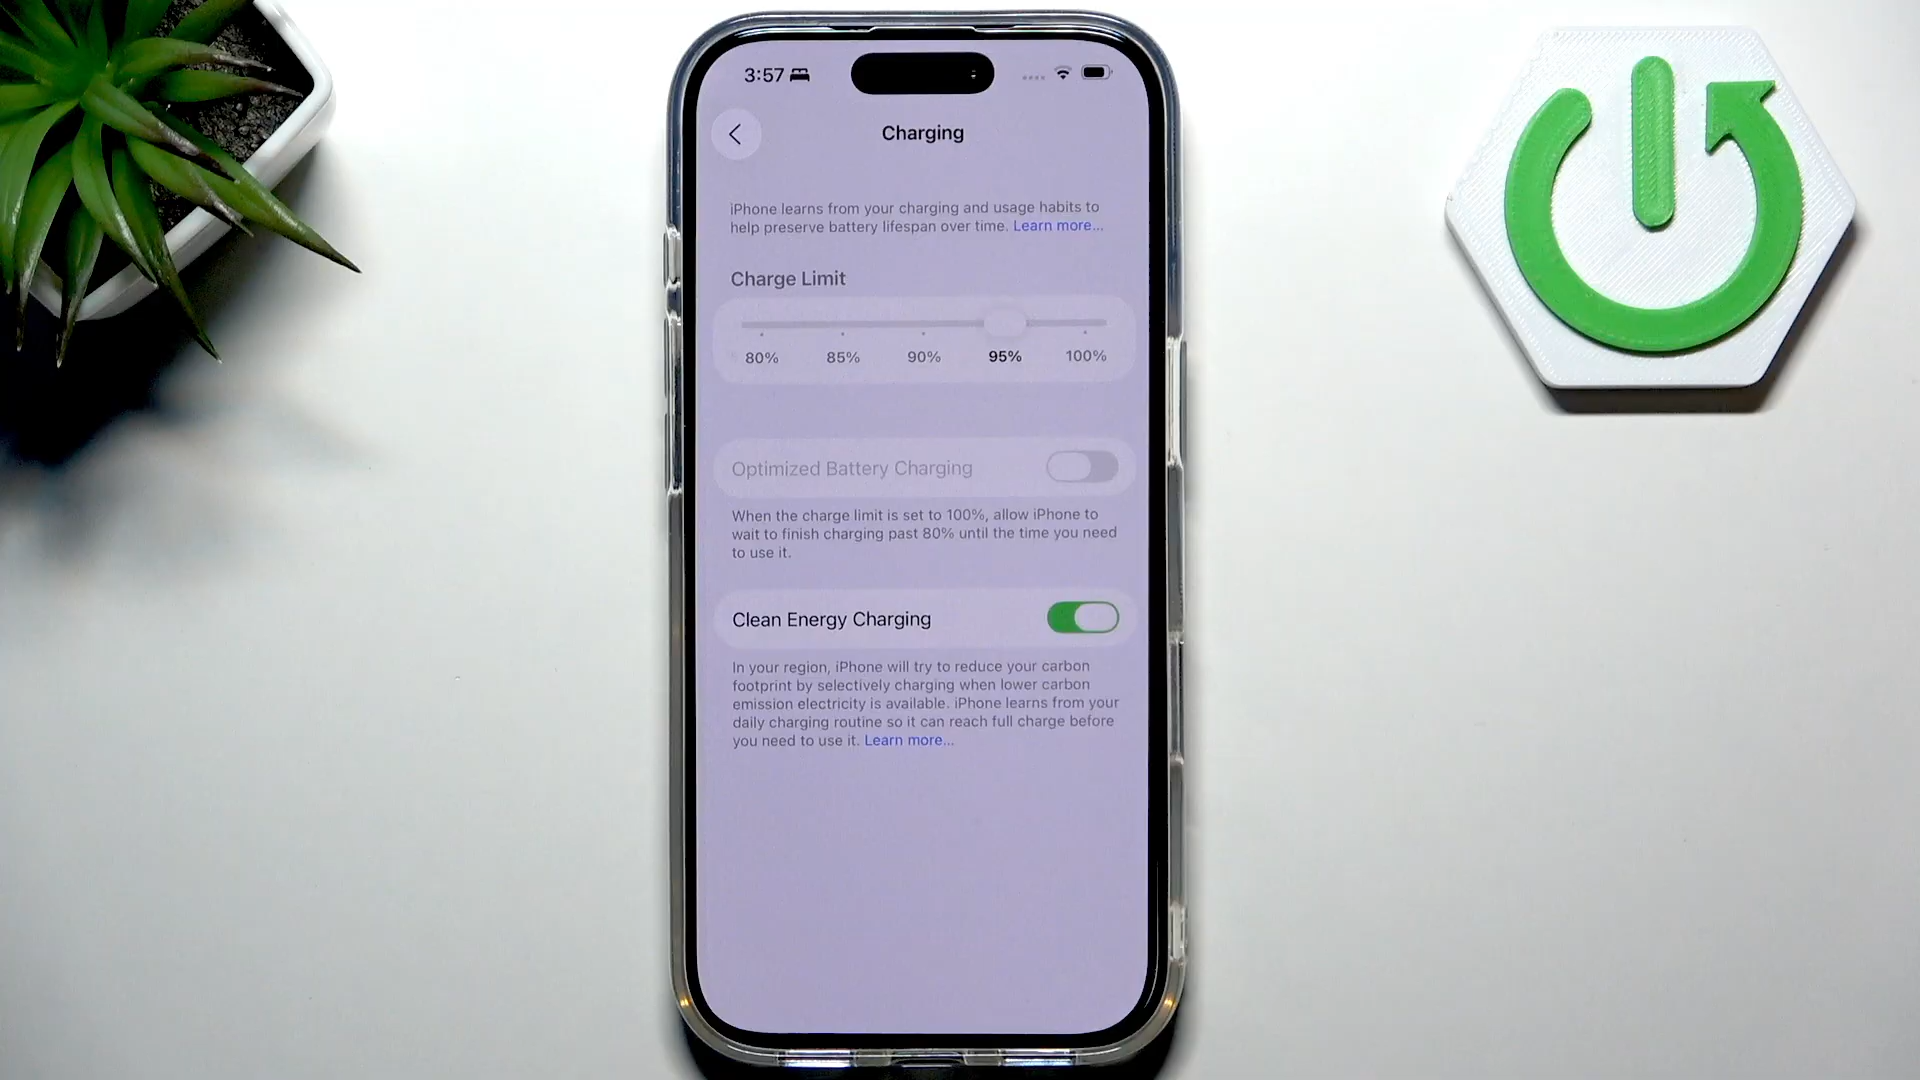 3:57
Charging
iPhone learns from your charging and usage habits to
help preserve battery lifespan over time. Learn more...
Charge Limit
80% 85% 90% 95% 100%
Optimized Battery Charging
When the charge limit is set to 100%, allow iPhone to
wait to finish charging past 80% until the time you need
to use it.
Clean Energy Charging
In your region, iPhone will try to reduce your carbon
footprint by selectively charging when lower carbon
emission electricity is available. iPhone learns from your
daily charging routine so it can reach full charge before
you need to use it. Learn more...